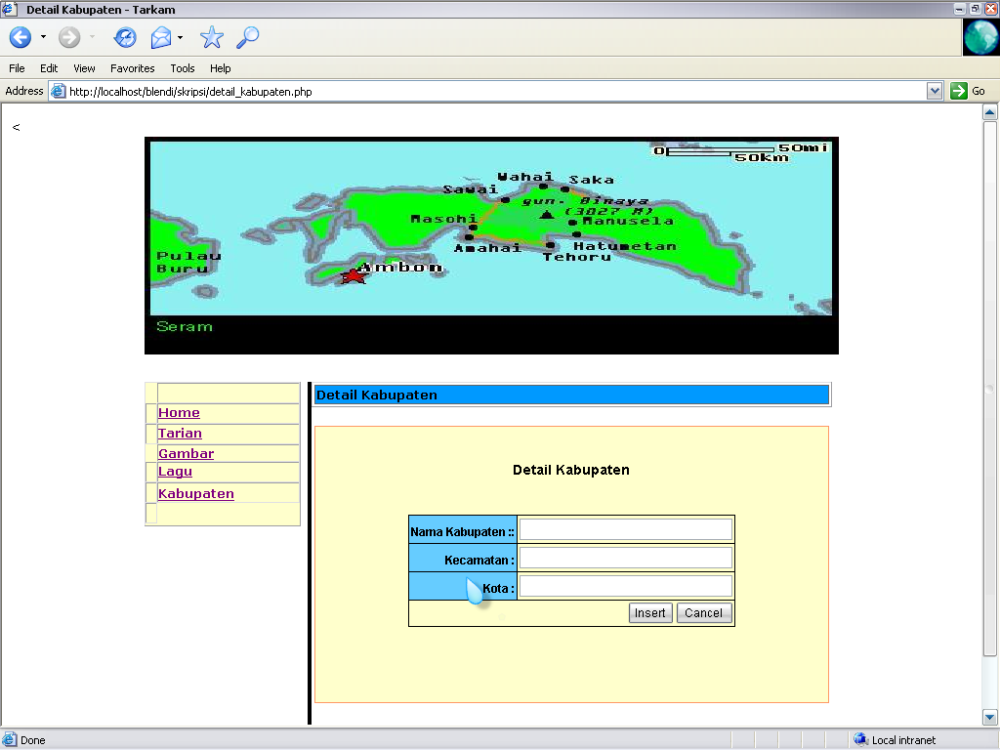 Detail Kabupaten - Tarkam
File Edit View Favorites Tools Help
Address http://localhost/blendi/skripsi/detail_kabupaten.php Go
<
0 50mi
50km
Wahai Saka
Sawai
gun. Binaya
(3027 M)
Masohi
Manusela
Amahai
Hatumetan
Tehoru
Pulau
Buru
Ambon
Seram
Detail Kabupaten
Home
Tarian
Gambar
Lagu
Kabupaten
Detail Kabupaten
Nama Kabupaten ::
Kecamatan :
Kota :
Insert Cancel
Done Local intranet